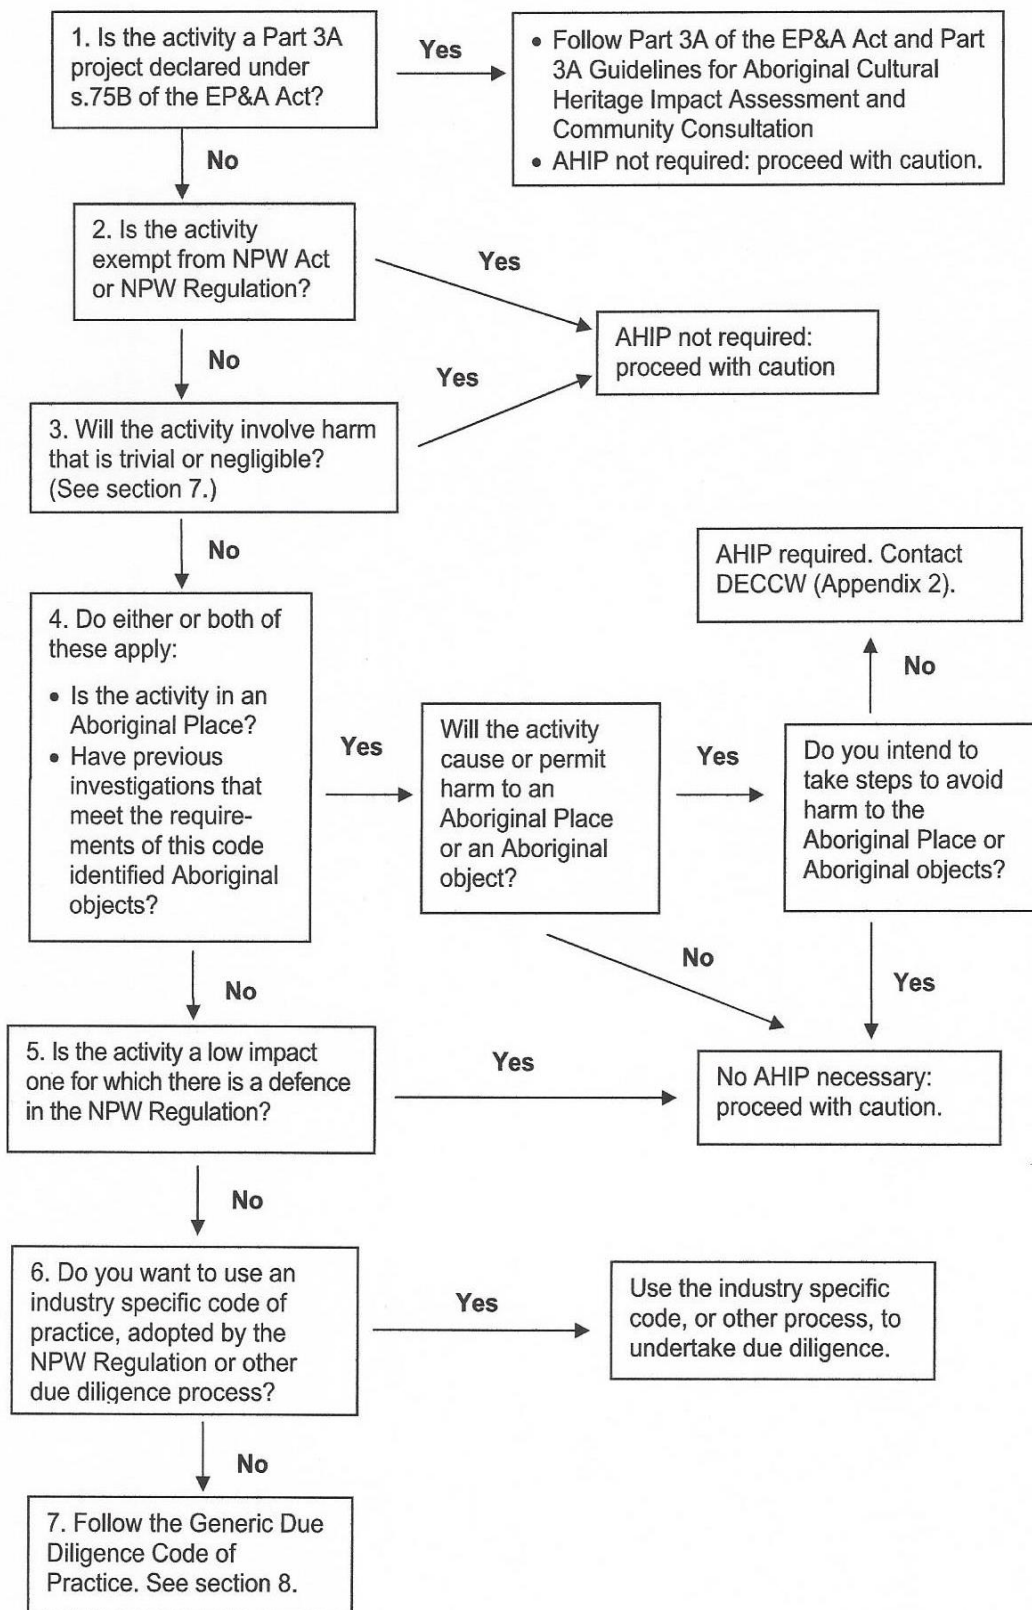 1. Is the activity a Part 3A
project declared under
s.75B of the EP&A Act?
Yes
• Follow Part 3A of the EP&A Act and Part
3A Guidelines for Aboriginal Cultural
Heritage Impact Assessment and
Community Consultation
• AHIP not required: proceed with caution.
No
2. Is the activity
exempt from NPW Act
or NPW Regulation?
Yes
AHIP not required:
proceed with caution
No
Yes
3. Will the activity involve harm
that is trivial or negligible?
(See section 7.)
No
AHIP required. Contact
DECCW (Appendix 2).
No
4. Do either or both of
these apply:
• Is the activity in an
Aboriginal Place?
• Have previous
investigations that
meet the require-
ments of this code
identified Aboriginal
objects?
Yes
Will the activity
cause or permit
harm to an
Aboriginal Place
or an Aboriginal
object?
Yes
Do you intend to
take steps to avoid
harm to the
Aboriginal Place or
Aboriginal objects?
No
Yes
No
5. Is the activity a low impact
one for which there is a defence
in the NPW Regulation?
Yes
No AHIP necessary:
proceed with caution.
No
6. Do you want to use an
industry specific code of
practice, adopted by the
NPW Regulation or other
due diligence process?
Yes
Use the industry specific
code, or other process, to
undertake due diligence.
No
7. Follow the Generic Due
Diligence Code of
Practice. See section 8.